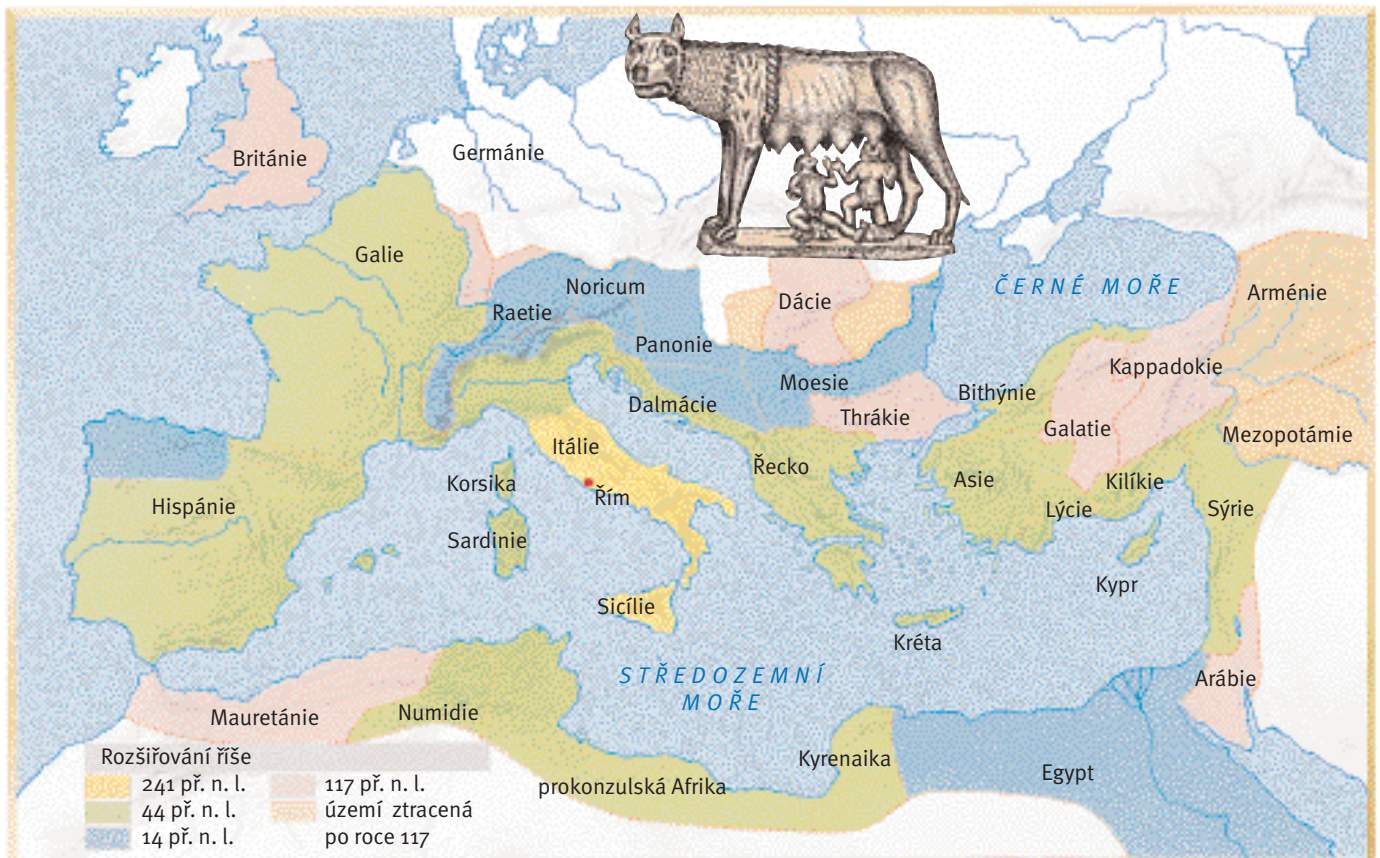 Británie
Germánie
Galie
Noricum
Raetie
Dácie
ČERNÉ MOŘE
Arménie
Panonie
Moesie
Kappadokie
Bithýnie
Dalmácie
Thrákie
Galatie
Mezopotámie
Itálie
Řecko
Korsika
Řím
Asie
Kilíkie
Hispánie
Lýcie
Sýrie
Sardinie
Kypr
Sicílie
Kréta
STŘEDOZEMNÍ
MOŘE
Arábie
Mauretánie
Numidie
Kyrenaika
Egypt
prokonzulská Afrika
Rozšiřování říše
241 př. n. l.
44 př. n. l.
14 př. n. l.
117 př. n. l.
území ztracená
po roce 117